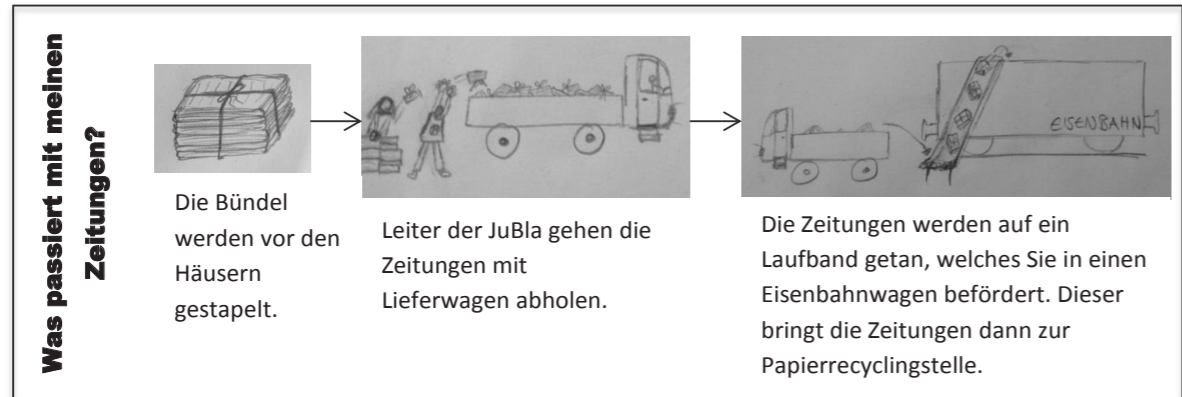 Was passiert mit meinen
Zeitungen?
Die Bündel
werden vor den
Häusern
gestapelt.
Leiter der JuBla gehen die
Zeitungen mit
Lieferwagen abholen.
EISENBAHN
Die Zeitungen werden auf ein
Laufband getan, welches Sie in einen
Eisenbahnwagen befördert. Dieser
bringt die Zeitungen dann zur
Papierrecyclingstelle.